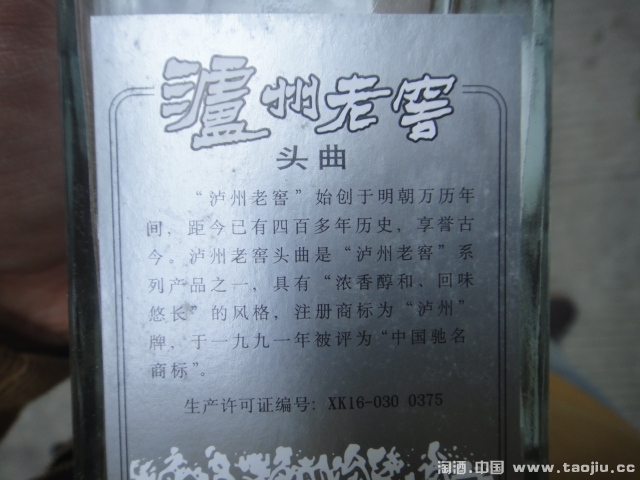 泸州老窖
头曲
“泸州老窖”始创于明朝万历年
间，距今已有四百多年历史，享誉古
今。泸州老窖头曲是“泸州老窖”系
列产品之一，具有“浓香醇和、回味
悠长”的风格，注册商标为“泸州”
牌，于一九九一年被评为“中国驰名
商标”。
生产许可证编号：XK16-030 0375
淘酒.中国 www.taojiu.cc